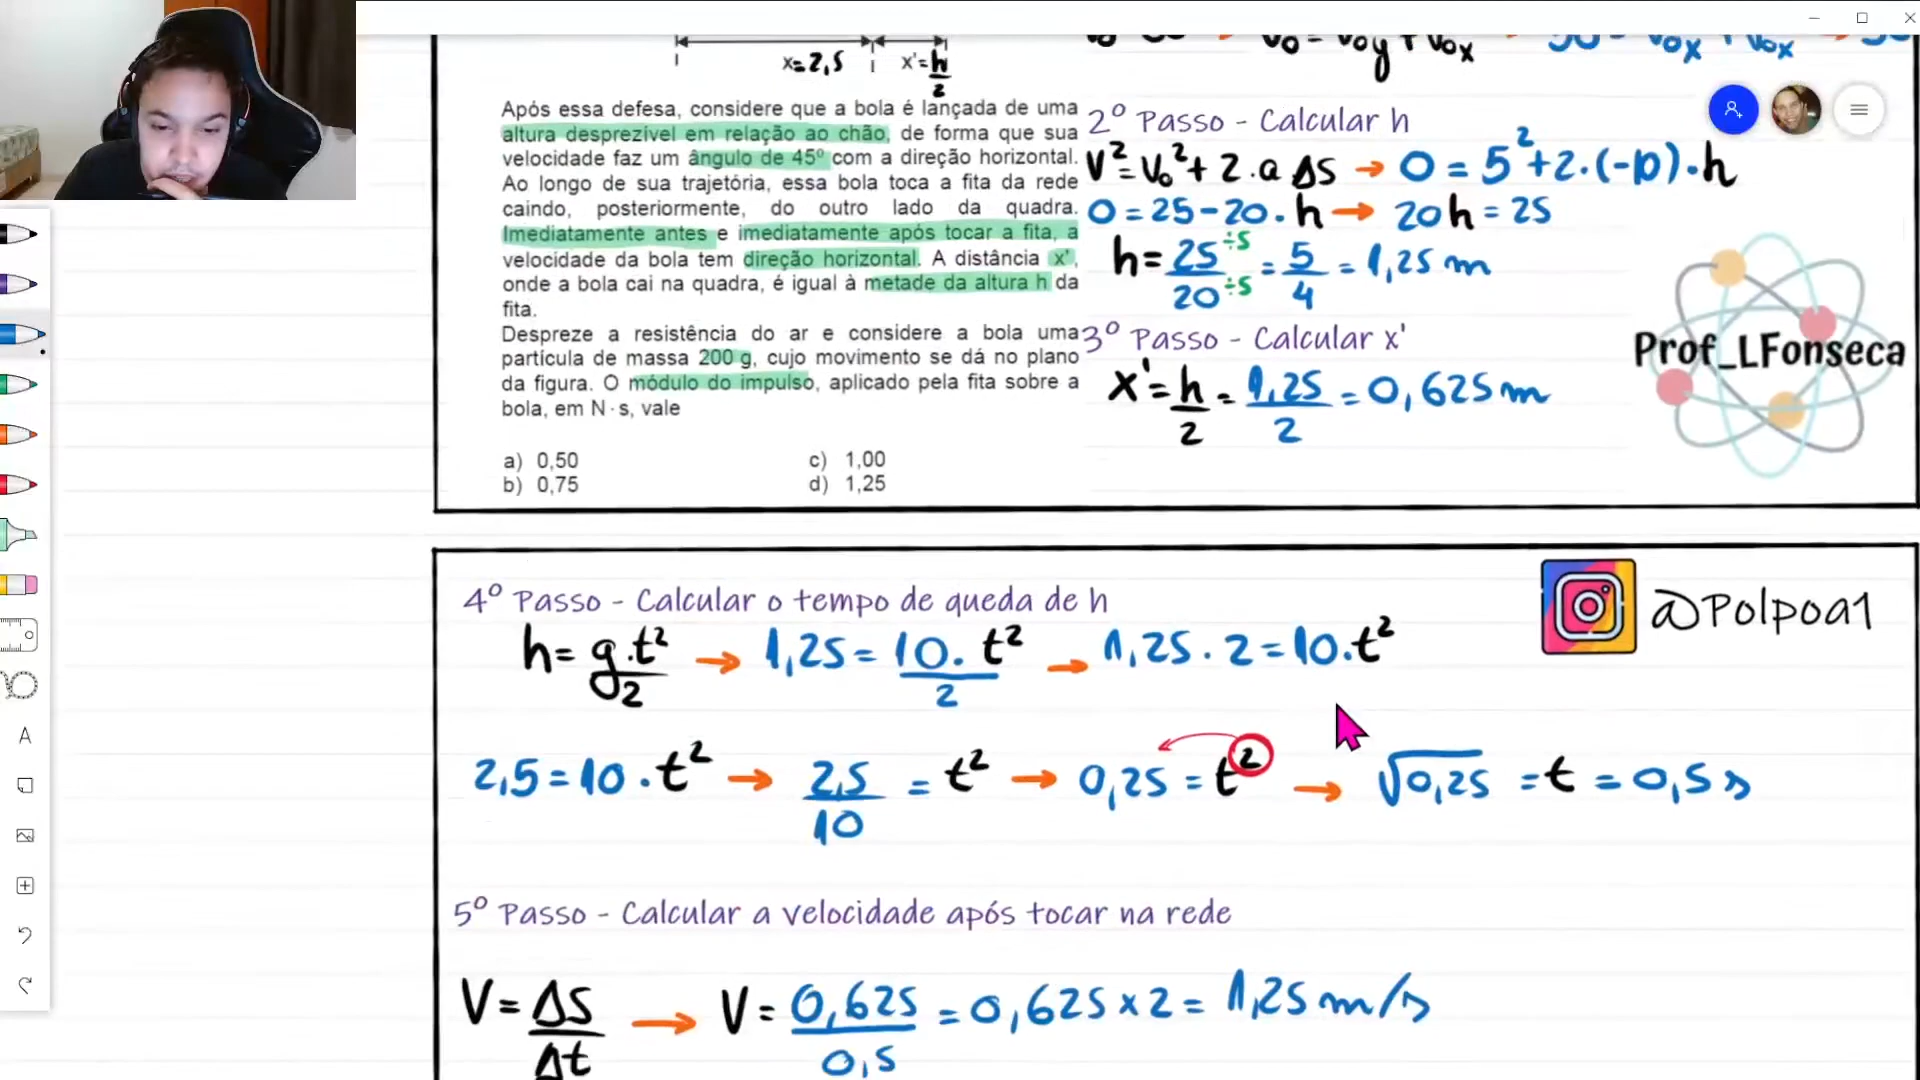 x=2,5 x'=h/2
Após essa defesa, considere que a bola é lançada de uma
altura desprezível em relação ao chão, de forma que sua
velocidade faz um ângulo de 45º com a direção horizontal.
Ao longo de sua trajetória, essa bola toca a fita da rede
caindo, posteriormente, do outro lado da quadra.
Imediatamente antes e imediatamente após tocar a fita, a
velocidade da bola tem direção horizontal. A distância x',
onde a bola cai na quadra, é igual à metade da altura h da
fita.
Despreze a resistência do ar e considere a bola uma
partícula de massa 200 g, cujo movimento se dá no plano
da figura. O módulo do impulso, aplicado pela fita sobre a
bola, em N·s, vale
a) 0,50 c) 1,00
b) 0,75 d) 1,25
2º Passo - Calcular h
V²=V₀²+2.a ΔS → 0=5²+2.(-10).h
0=25-20.h → 20h=25
h=25÷5/20÷5=5/4=1,25m
3º Passo - Calcular x'
x'=h/2=1,25/2=0,625m
Prof_LFonseca
4º Passo - Calcular o tempo de queda de h
h=g.t²/2 → 1,25=10.t²/2 → 1,25.2=10.t²
2,5=10.t² → 2,5/10=t² → 0,25=t² → √0,25=t=0,5s
@Polpoa1
5º Passo - Calcular a velocidade após tocar na rede
V=ΔS/Δt → V=0,625/0,5=0,625x2=1,25m/s
A